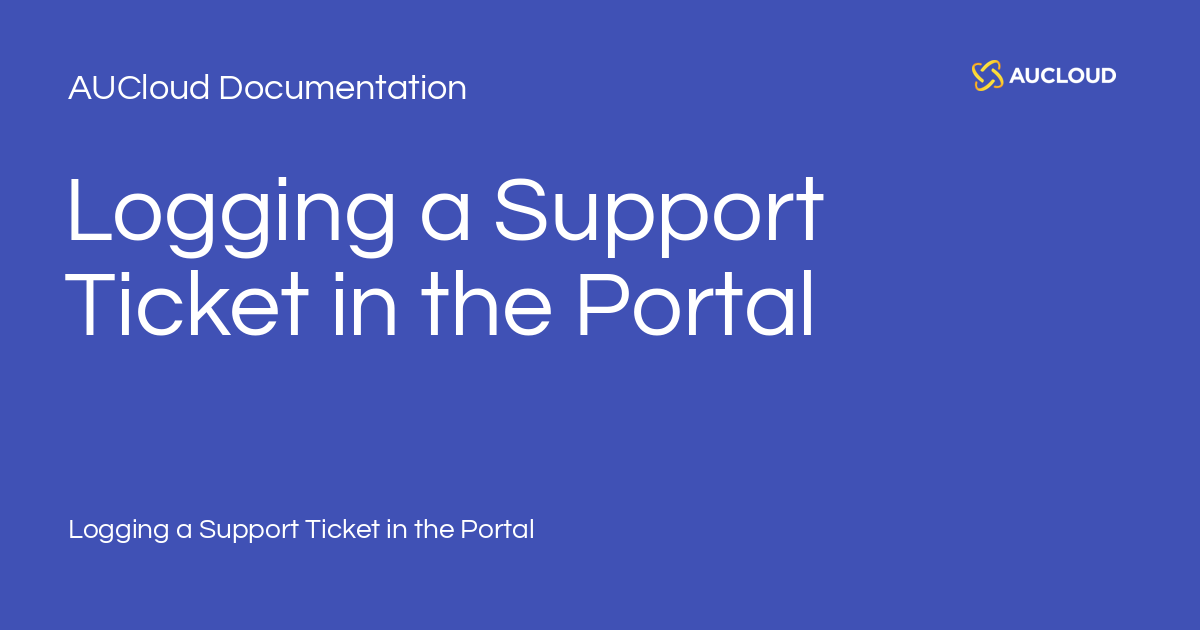 AUCloud Documentation
AUCLOUD
Logging a Support
Ticket in the Portal
Logging a Support Ticket in the Portal